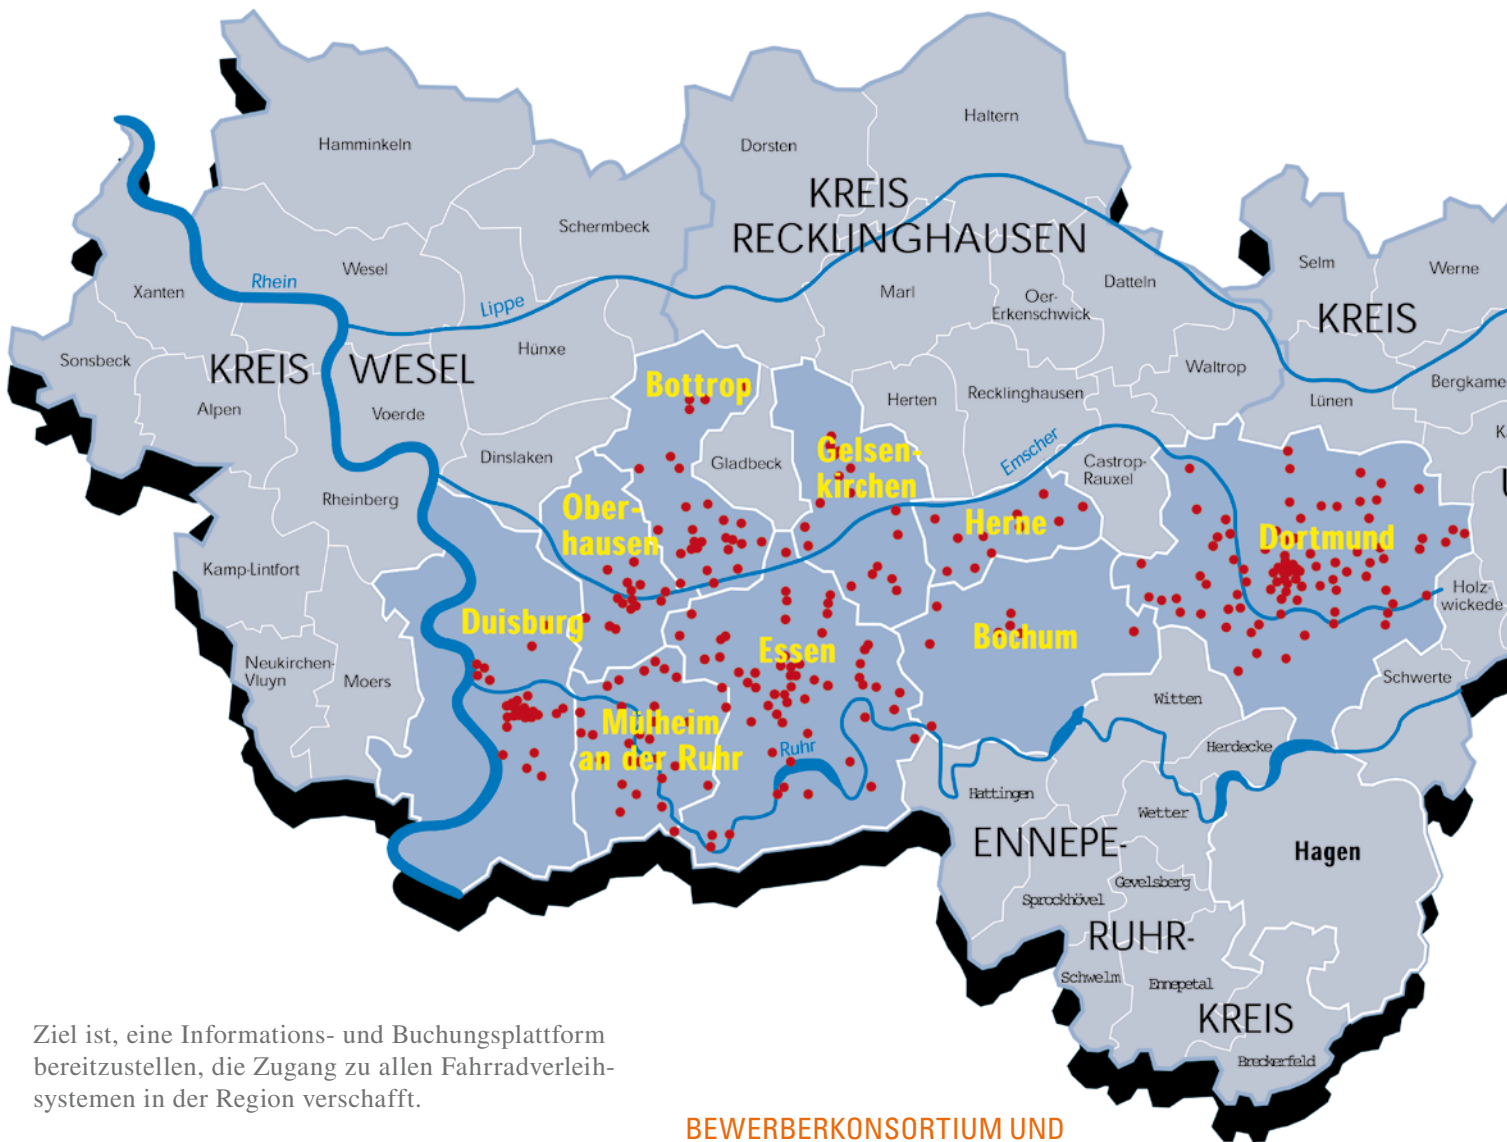 Haltern
Hamminkeln
Dorsten
KREIS
RECKLINGHAUSEN
Schermbeck
Selm
Werne
Wesel
Rhein
Xanten
Lippe
Marl
Oer-
Erkenschwick
Datteln
KREIS
Hünxe
Sonsbeck
KREIS
WESEL
Waltrop
Bottrop
Bergkame
Herten
Recklinghausen
Lünen
Alpen
Voerde
K
Gelsen-
kirchen
Emscher
Dinslaken
Gladbeck
Castrop-
Rauxel
U
Rheinberg
Ober-
hausen
Herne
Dortmund
Kamp-Lintfort
Holz-
wickede
Duisburg
Bochum
Essen
Neukirchen-
Vluyn
Moers
Schwerte
Witten
Mülheim
an der Ruhr
Ruhr
Herdecke
Hattingen
Wetter
ENNEPE-
Hagen
Gevelsberg
Sprockhövel
RUHR-
Schwelm
Ennepetal
KREIS
Breckerfeld
Ziel ist, eine Informations- und Buchungsplattform
bereitzustellen, die Zugang zu allen Fahrradverleih-
systemen in der Region verschafft.
BEWERBERKONSORTIUM UND